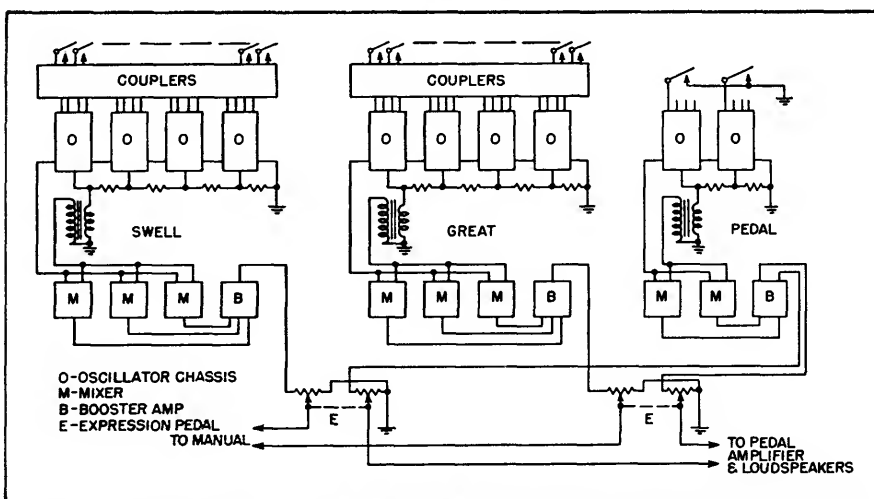 COUPLERS
COUPLERS
O O O O
O O O O
O O
SWELL
GREAT
PEDAL
M M M B
M M M B
M M B
O-OSCILLATOR CHASSIS
M-MIXER
B-BOOSTER AMP
E-EXPRESSION PEDAL
E
E
TO MANUAL
TO PEDAL
AMPLIFIER
& LOUDSPEAKERS